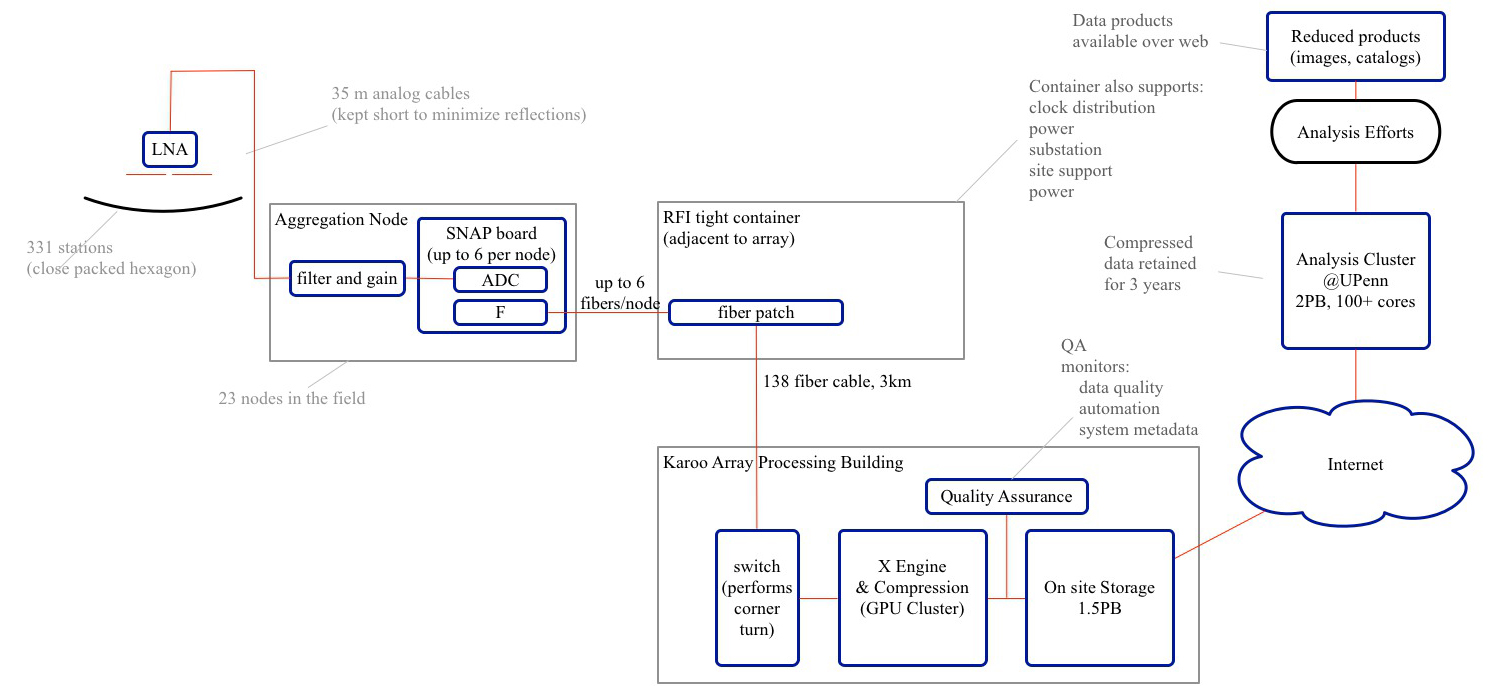 Data products
available over web
Reduced products
(images, catalogs)
35 m analog cables
(kept short to minimize reflections)
Container also supports:
clock distribution
power
substation
site support
power
Analysis Efforts
LNA
331 stations
(close packed hexagon)
Aggregation Node
SNAP board
(up to 6 per node)
filter and gain
ADC
F
up to 6
fibers/node
RFI tight container
(adjacent to array)
fiber patch
Compressed
data retained
for 3 years
Analysis Cluster
@UPenn
2PB, 100+ cores
23 nodes in the field
138 fiber cable, 3km
QA
monitors:
data quality
automation
system metadata
Karoo Array Processing Building
Quality Assurance
Internet
switch
(performs
corner
turn)
X Engine
& Compression
(GPU Cluster)
On site Storage
1.5PB